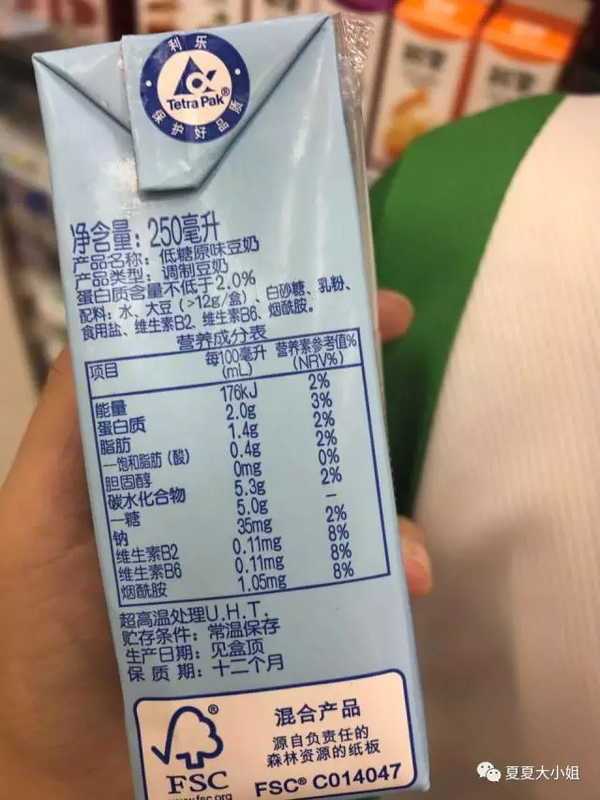 利乐
Tetra Pak®
保护好品质
净含量：250毫升
产品名称：低糖原味豆奶
产品类型：调制豆奶
蛋白质含量不低于2.0%
配料：水、大豆（>12g/盒）、白砂糖、乳粉、
食用盐、维生素B2、维生素B6、烟酰胺。
营养成分表
项目 每100毫升(mL) 营养素参考值%(NRV%)
能量 176kJ 2%
蛋白质 2.0g 3%
脂肪 1.4g 2%
—饱和脂肪（酸） 0.4g 2%
胆固醇 0mg 0%
碳水化合物 5.3g 2%
—糖 5.0g –
钠 35mg 2%
维生素B2 0.11mg 8%
维生素B6 0.11mg 8%
烟酰胺 1.05mg 8%
超高温处理U.H.T.
贮存条件：常温保存
生产日期：见盒顶
保质期：十二个月
FSC
www.fsc.org
混合产品
源自负责任的
森林资源的纸板
FSC® C014047
夏夏大小姐